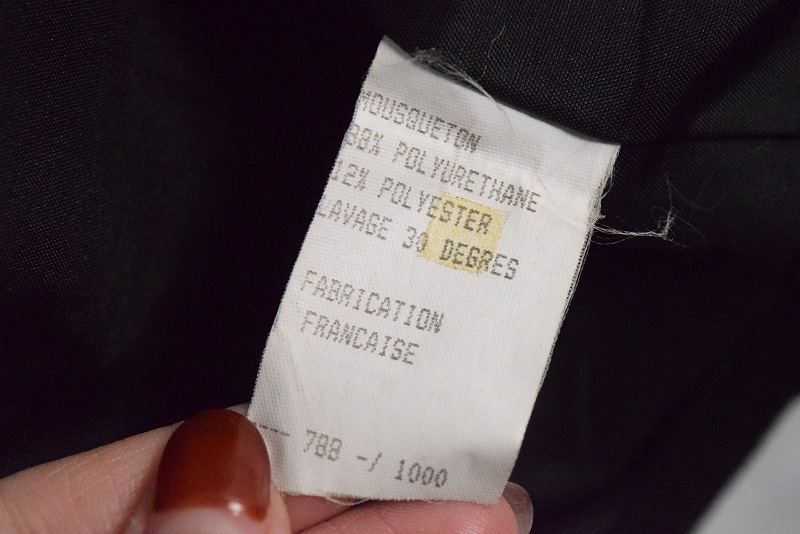 MOUSQUETON
88% POLYURETHANE
12% POLYESTER
LAVAGE 30 DEGRES
FABRICATION
FRANCAISE
--- 788 -/ 1000